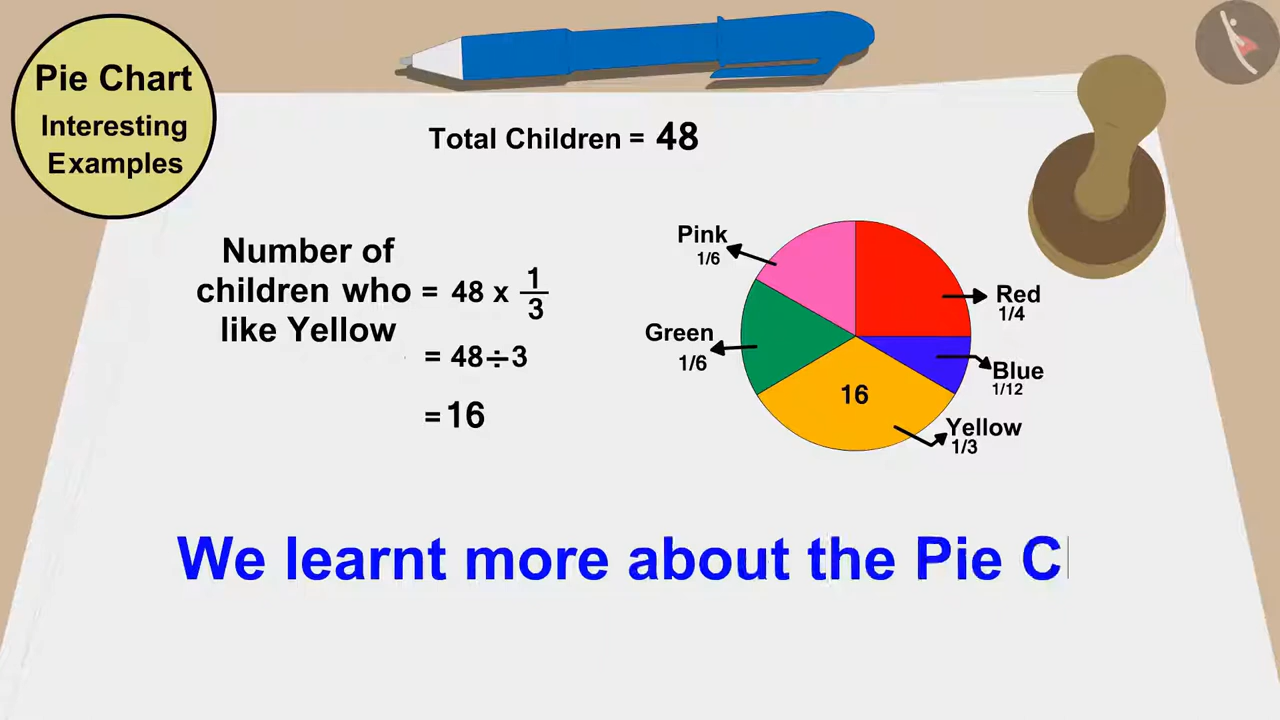 Pie Chart
Interesting
Examples
Total Children = 48
Number of
children who = 48 x 1/3
like Yellow
= 48÷3
= 16
Pink
1/6
Green
1/6
Red
1/4
Blue
1/12
Yellow
1/3
16
We learnt more about the Pie C